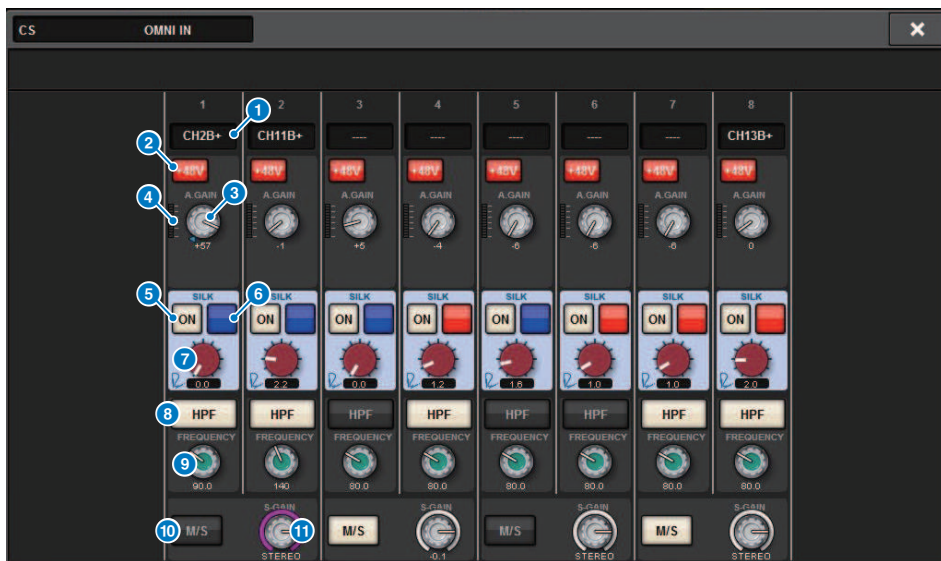 CS OMNI IN ×
1 2 3 4 5 6 7 8
1
CH2B+ CH11B+ ---- ---- ---- ---- ---- CH13B+
2
+48V +48V +48V +48V +48V +48V +48V +48V
A.GAIN A.GAIN A.GAIN A.GAIN A.GAIN A.GAIN A.GAIN A.GAIN
4 3
+57 -1 +5 -4 -6 -6 -6 0
SILK SILK SILK SILK SILK SILK SILK SILK
5 6
ON ON ON ON ON ON ON ON
7
0.0 2.2 0.0 1.2 1.6 1.0 1.0 2.0
8 HPF HPF HPF HPF HPF HPF HPF HPF
FREQUENCY FREQUENCY FREQUENCY FREQUENCY FREQUENCY FREQUENCY FREQUENCY FREQUENCY
9
90.0 140 80.0 80.0 80.0 80.0 80.0 80.0
S-GAIN S-GAIN S-GAIN S-GAIN
10 M/S 11 M/S M/S M/S
STEREO -0.1 STEREO STEREO